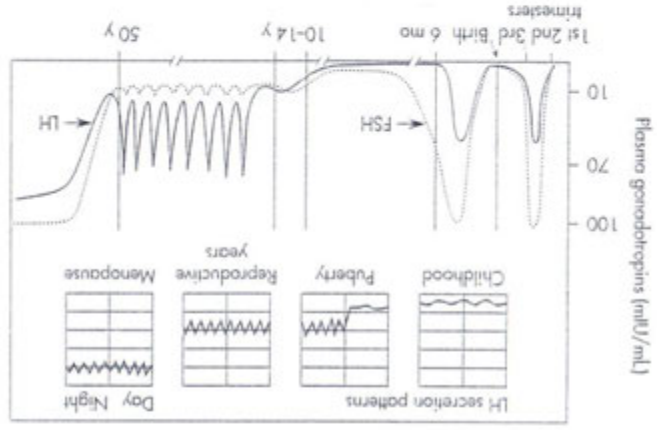 LH secretion patterns
Day Night
Childhood
Puberty
Reproductive
years
Menopause
Plasma gonadotropins (mIU/mL)
100
10
FSH
LH
1st 2nd 3rd Birth 6 mo
trimesters
10-14 y
50 y